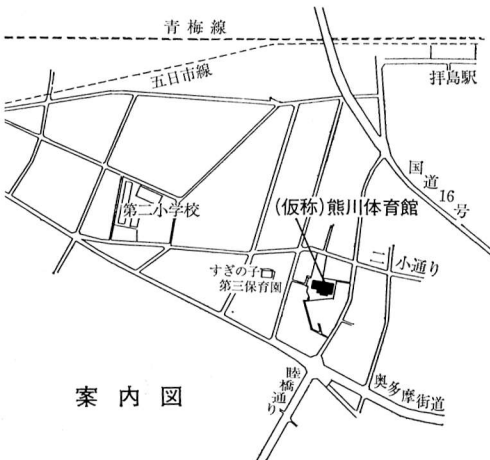 青梅線
五日市線
拝島駅
国道16号
第二小学校
(仮称)熊川体育館
二小通り
すぎの子
第三保育園
睦橋通り
奥多摩街道
案内図